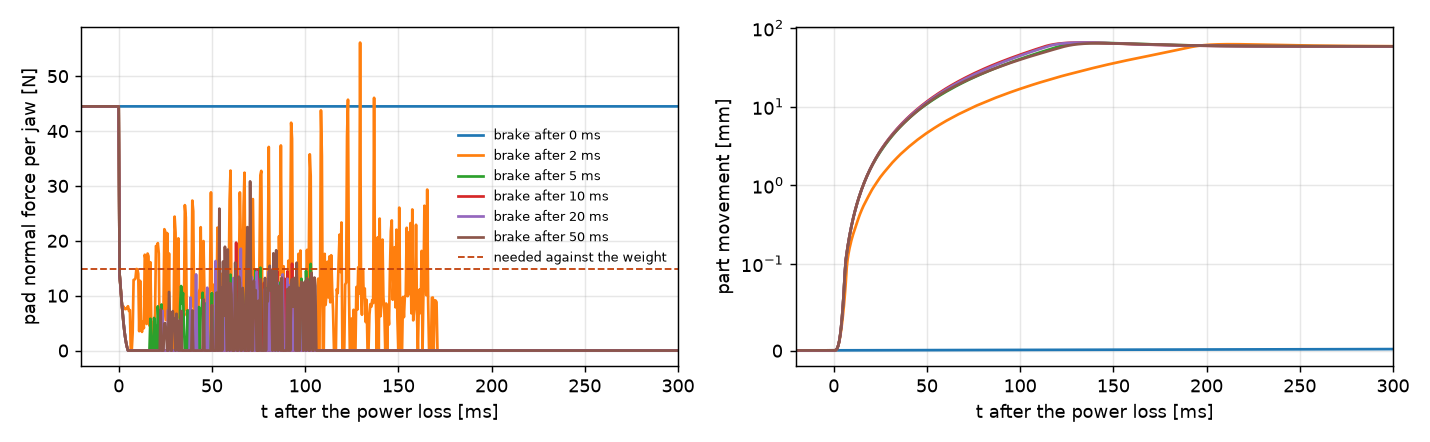 pad normal force per jaw [N]
50
40
30
20
10
0
brake after 0 ms
brake after 2 ms
brake after 5 ms
brake after 10 ms
brake after 20 ms
brake after 50 ms
needed against the weight
0 50 100 150 200 250 300
t after the power loss [ms]
part movement [mm]
10²
10¹
10⁰
10⁻¹
0
0 50 100 150 200 250 300
t after the power loss [ms]